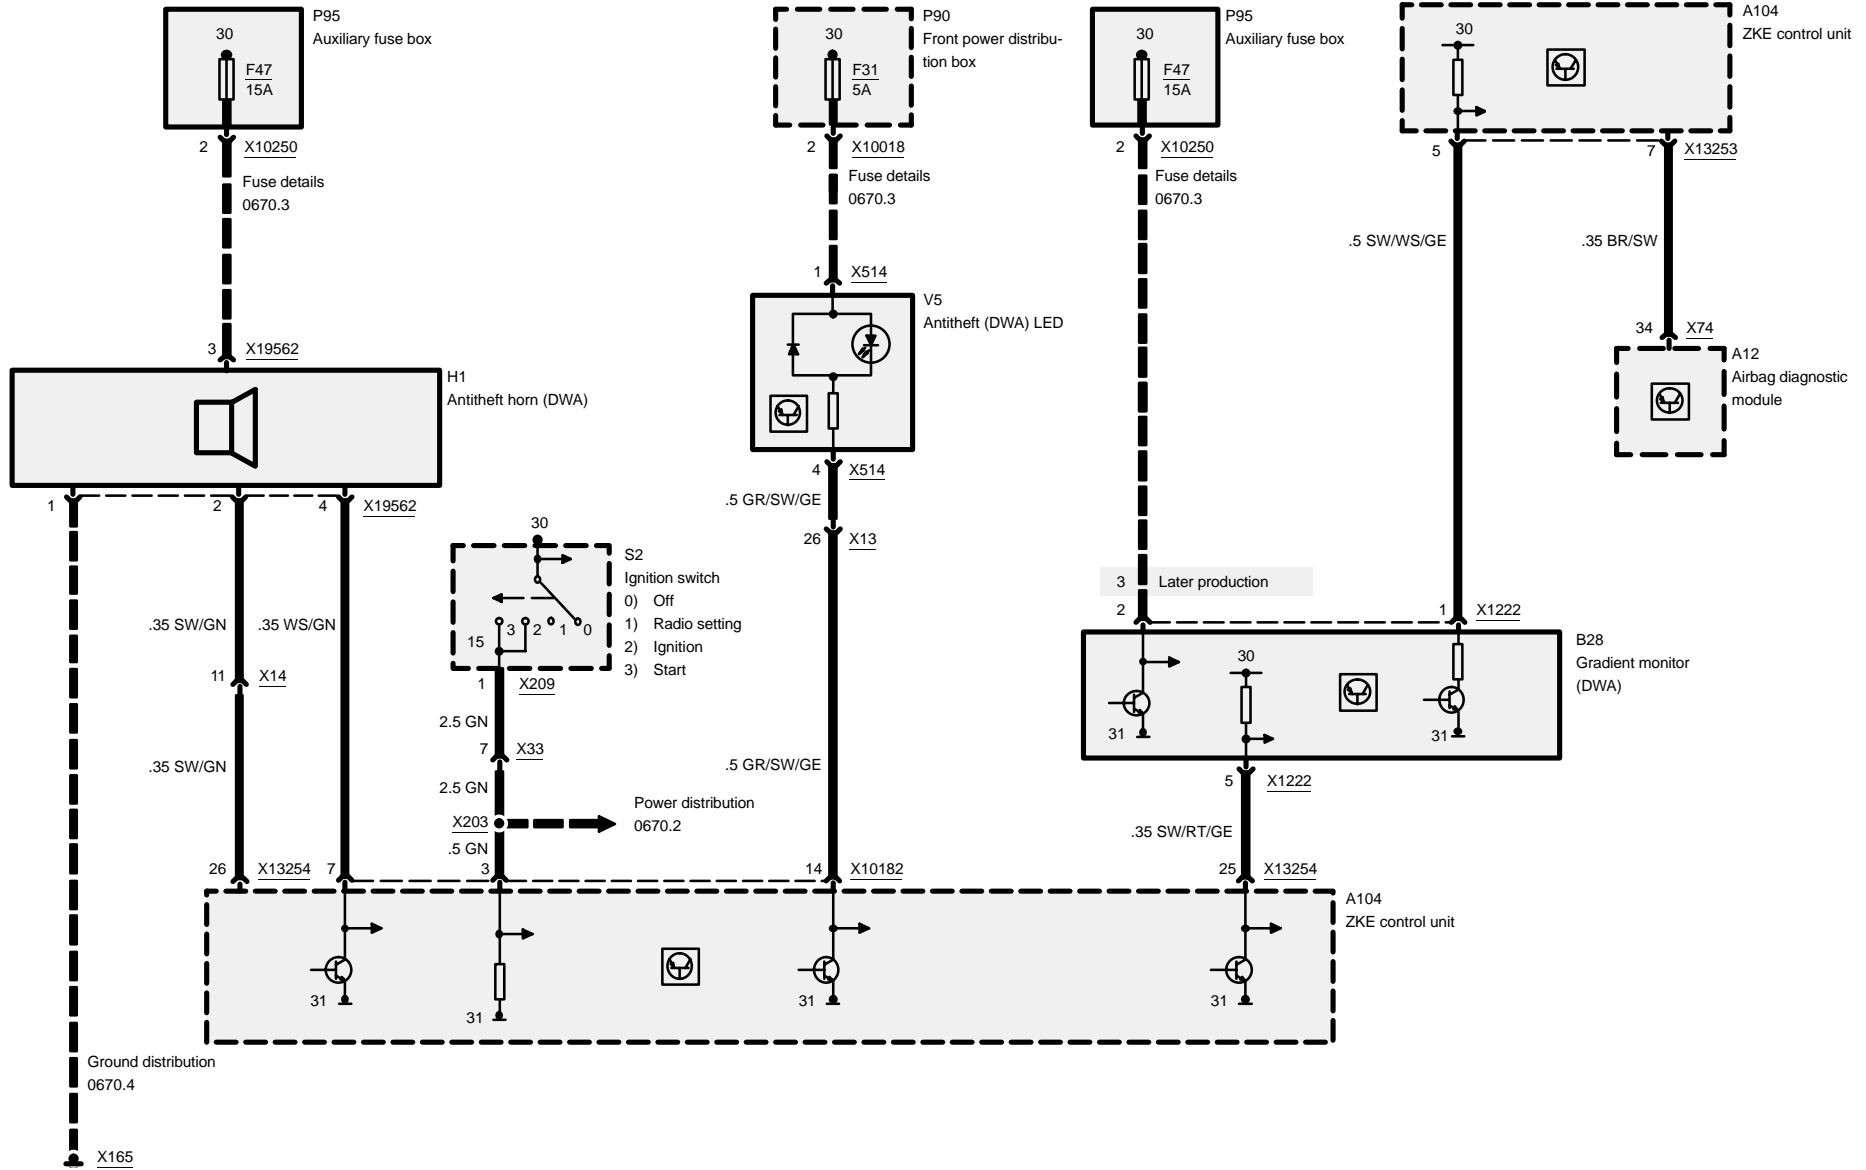 P95
Auxiliary fuse box
30
F47
15A
2 X10250
Fuse details
0670.3
3 X19562
H1
Antitheft horn (DWA)
1 2 4 X19562
.35 SW/GN .35 WS/GN
11 X14
.35 SW/GN
26 X13254 7
Ground distribution
0670.4
X165
30
S2
Ignition switch
0) Off
1) Radio setting
2) Ignition
3) Start
15 3 2 1 0
1 X209
2.5 GN
7 X33
2.5 GN
X203
Power distribution
0670.2
.5 GN
3
P90
Front power distribu-
tion box
30
F31
5A
2 X10018
Fuse details
0670.3
1 X514
V5
Antitheft (DWA) LED
4 X514
.5 GR/SW/GE
26 X13
.5 GR/SW/GE
14 X10182
P95
Auxiliary fuse box
30
F47
15A
2 X10250
Fuse details
0670.3
3 Later production
2
A104
ZKE control unit
30
5 7 X13253
.5 SW/WS/GE .35 BR/SW
34 X74
A12
Airbag diagnostic
module
1 X1222
B28
Gradient monitor
(DWA)
30
31 31
5 X1222
.35 SW/RT/GE
25 X13254
A104
ZKE control unit
31 31 31 31